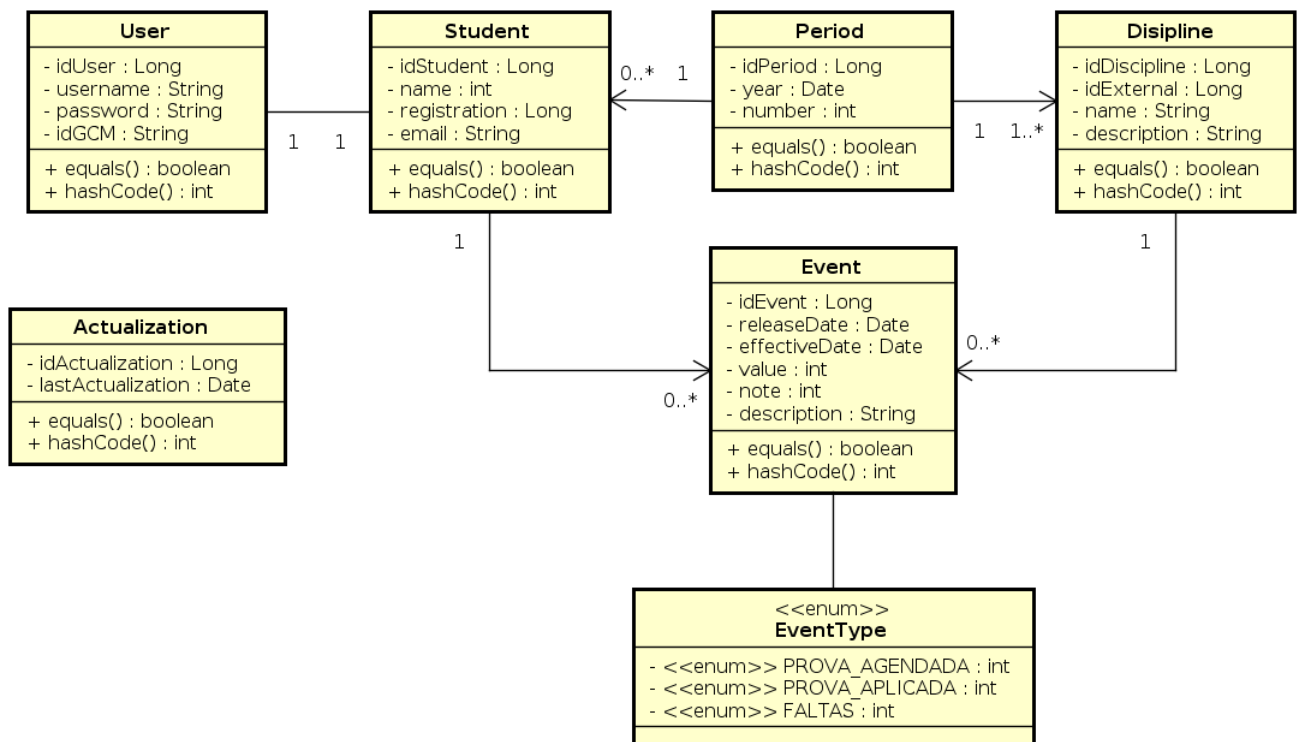 User
- idUser : Long
- username : String
- password : String
- idGCM : String
+ equals() : boolean
+ hashCode() : int
1
1
Student
- idStudent : Long
- name : int
- registration : Long
- email : String
+ equals() : boolean
+ hashCode() : int
0..*
1
Period
- idPeriod : Long
- year : Date
- number : int
+ equals() : boolean
+ hashCode() : int
1
1..*
Disipline
- idDiscipline : Long
- idExternal : Long
- name : String
- description : String
+ equals() : boolean
+ hashCode() : int
1
1
Actualization
- idActualization : Long
- lastActualization : Date
+ equals() : boolean
+ hashCode() : int
0..*
Event
- idEvent : Long
- releaseDate : Date
- effectiveDate : Date
- value : int
- note : int
- description : String
+ equals() : boolean
+ hashCode() : int
0..*
<<enum>>
EventType
- <<enum>> PROVA_AGENDADA : int
- <<enum>> PROVA_APLICADA : int
- <<enum>> FALTAS : int